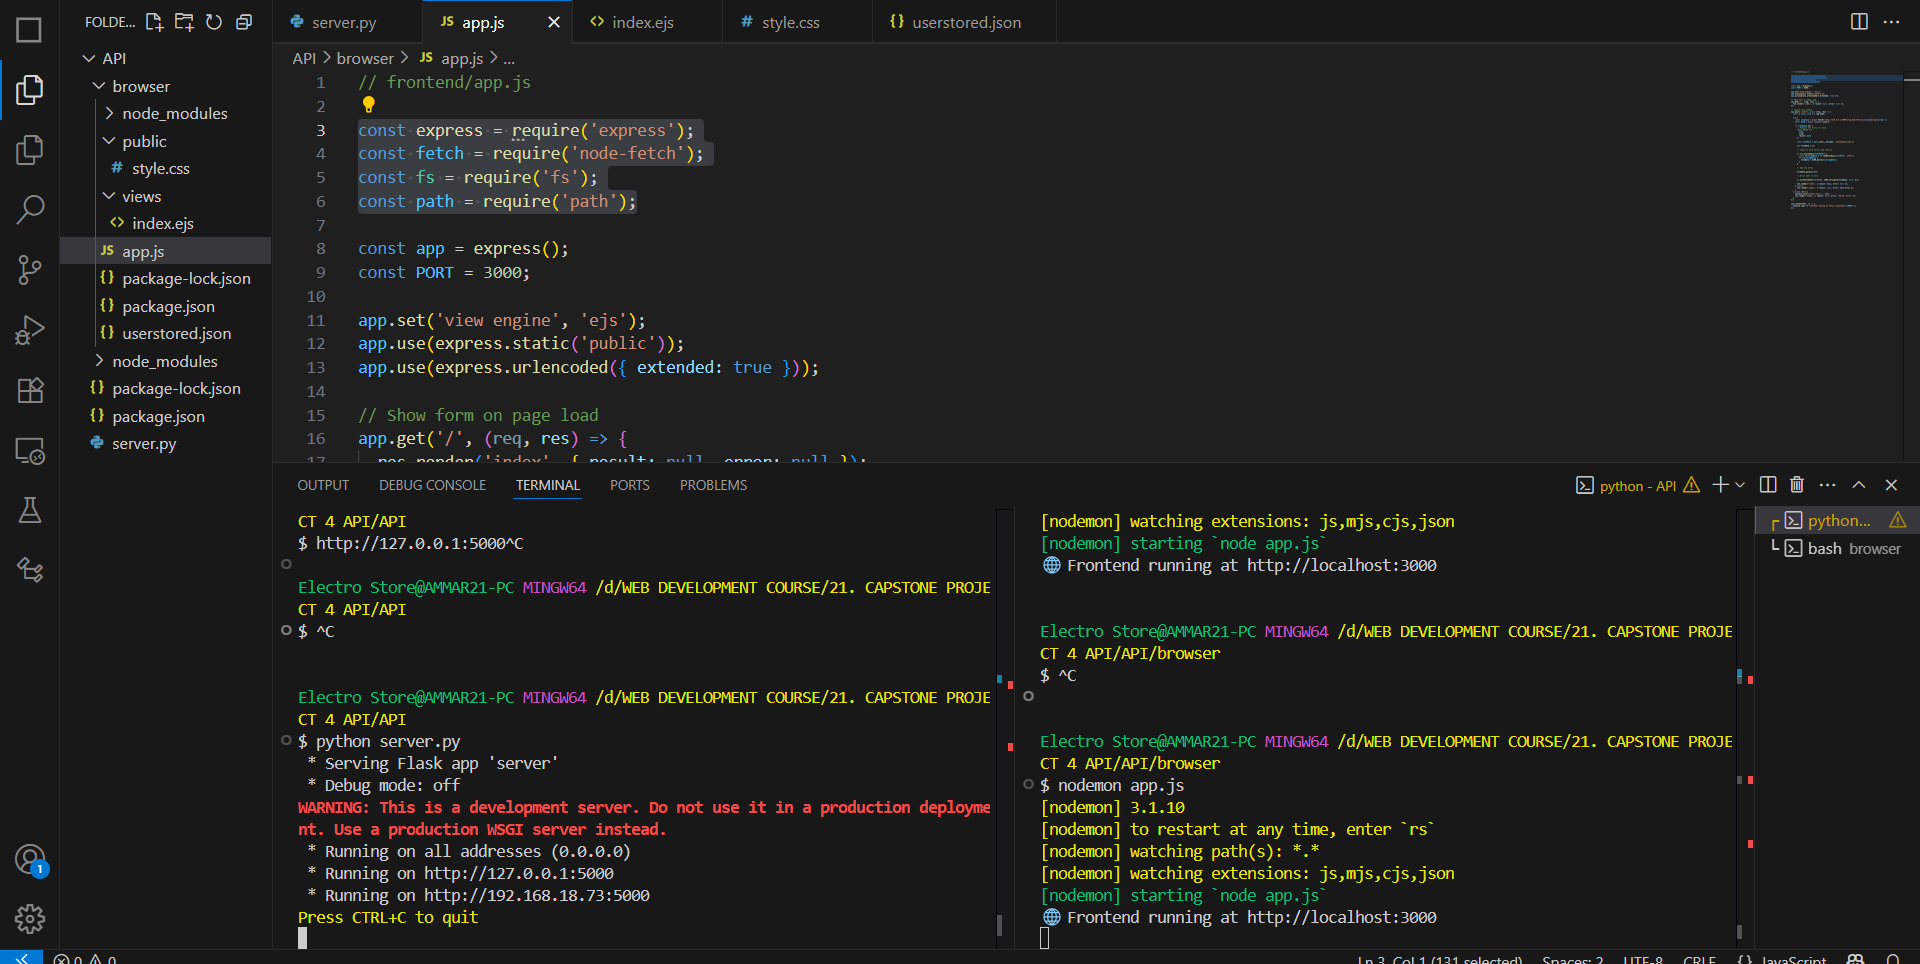 FOLDE...
API
browser
node_modules
public
# style.css
views
<> index.ejs
JS app.js
{} package-lock.json
{} package.json
{} userstored.json
node_modules
{} package-lock.json
{} package.json
server.py
1
server.py
JS app.js
<> index.ejs
# style.css
{} userstored.json
API > browser > JS app.js > ...
1 // frontend/app.js
2
3 const express = require('express');
4 const fetch = require('node-fetch');
5 const fs = require('fs');
6 const path = require('path');
7
8 const app = express();
9 const PORT = 3000;
10
11 app.set('view engine', 'ejs');
12 app.use(express.static('public'));
13 app.use(express.urlencoded({ extended: true }));
14
15 // Show form on page load
16 app.get('/', (req, res) => {
17 res.render('index', { result: null, error: null });
OUTPUT DEBUG CONSOLE TERMINAL PORTS PROBLEMS
python - API
CT 4 API/API
$ http://127.0.0.1:5000^C
Electro Store@AMMAR21-PC MINGW64 /d/WEB DEVELOPMENT COURSE/21. CAPSTONE PROJE
CT 4 API/API
$ ^C
Electro Store@AMMAR21-PC MINGW64 /d/WEB DEVELOPMENT COURSE/21. CAPSTONE PROJE
CT 4 API/API
$ python server.py
* Serving Flask app 'server'
* Debug mode: off
WARNING: This is a development server. Do not use it in a production deployme
nt. Use a production WSGI server instead.
* Running on all addresses (0.0.0.0)
* Running on http://127.0.0.1:5000
* Running on http://192.168.18.73:5000
Press CTRL+C to quit
[nodemon] watching extensions: js,mjs,cjs,json
[nodemon] starting `node app.js`
🌐 Frontend running at http://localhost:3000
Electro Store@AMMAR21-PC MINGW64 /d/WEB DEVELOPMENT COURSE/21. CAPSTONE PROJE
CT 4 API/API/browser
$ ^C
Electro Store@AMMAR21-PC MINGW64 /d/WEB DEVELOPMENT COURSE/21. CAPSTONE PROJE
CT 4 API/API/browser
$ nodemon app.js
[nodemon] 3.1.10
[nodemon] to restart at any time, enter `rs`
[nodemon] watching path(s): *.*
[nodemon] watching extensions: js,mjs,cjs,json
[nodemon] starting `node app.js`
🌐 Frontend running at http://localhost:3000
python...
bash browser
0 0
Ln 3, Col 1 (131 selected) Spaces: 2 UTF-8 CRLF {} JavaScript